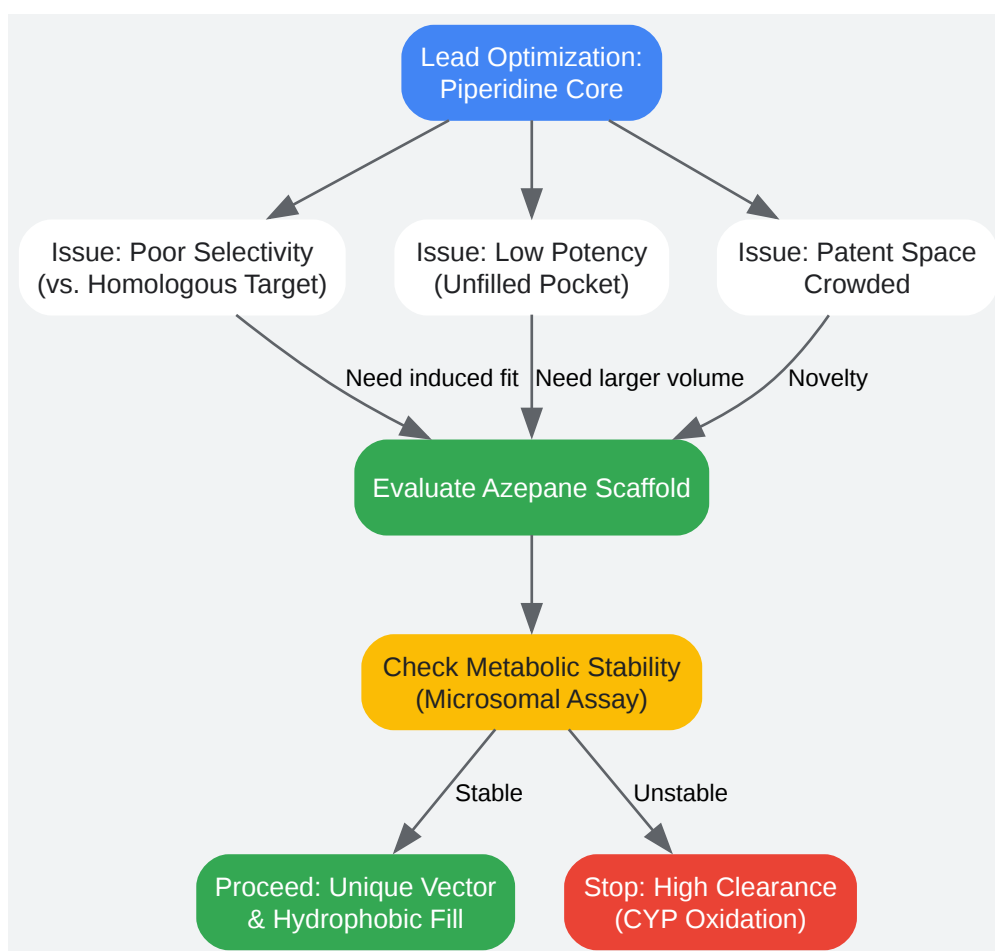 Lead Optimization:
Piperidine Core
Issue: Poor Selectivity
(vs. Homologous Target)
Issue: Low Potency
(Unfilled Pocket)
Issue: Patent Space
Crowded
Need induced fit
Need larger volume
Novelty
Evaluate Azepane Scaffold
Check Metabolic Stability
(Microsomal Assay)
Stable
Unstable
Proceed: Unique Vector
& Hydrophobic Fill
Stop: High Clearance
(CYP Oxidation)